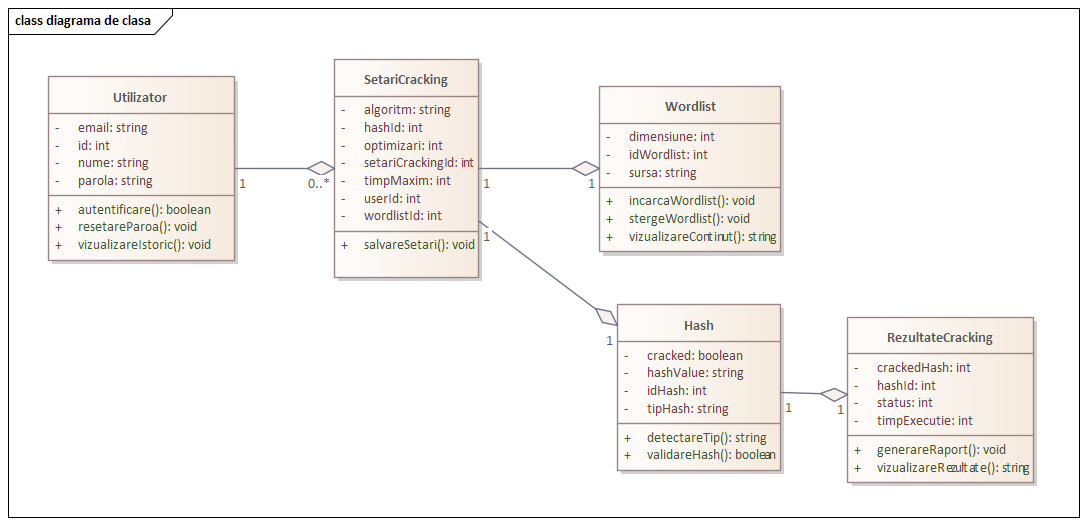 class diagrama de clasa
Utilizator
- email: string
- id: int
- nume: string
- parola: string
+ autentificare(): boolean
+ resetareParoa(): void
+ vizualizareIstoric(): void
1
0..*
SetariCracking
- algoritm: string
- hashId: int
- optimizari: int
- setariCrackingId: int
- timpMaxim: int
- userId: int
- wordlistId: int
+ salvareSetari(): void
1
1
1
1
Wordlist
- dimensiune: int
- idWordlist: int
- sursa: string
+ incarcaWordlist(): void
+ stergeWordlist(): void
+ vizualizareContinut(): string
Hash
- cracked: boolean
- hashValue: string
- idHash: int
- tipHash: string
+ detectareTip(): string
+ validareHash(): boolean
1
1
RezultateCracking
- crackedHash: int
- hashId: int
- status: int
- timpExecutie: int
+ generareRaport(): void
+ vizualizareRezultate(): string